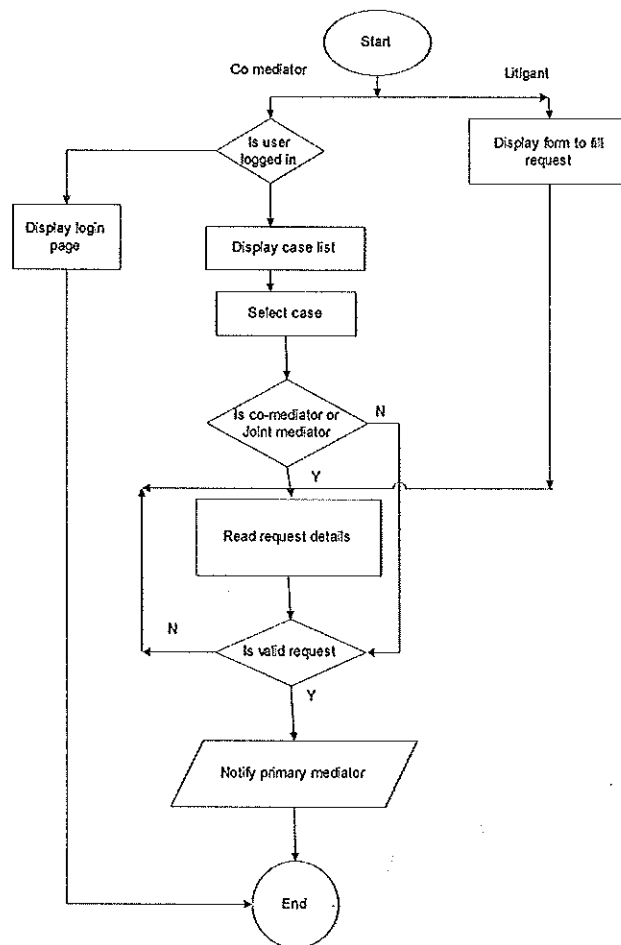 Start
Co mediator
Litigant
Is user
logged in
Display form to fill
request
Display login
page
Display case list
Select case
Is co-mediator or
Joint mediator
N
Y
Read request details
N
Is valid request
Y
Notify primary mediator
End